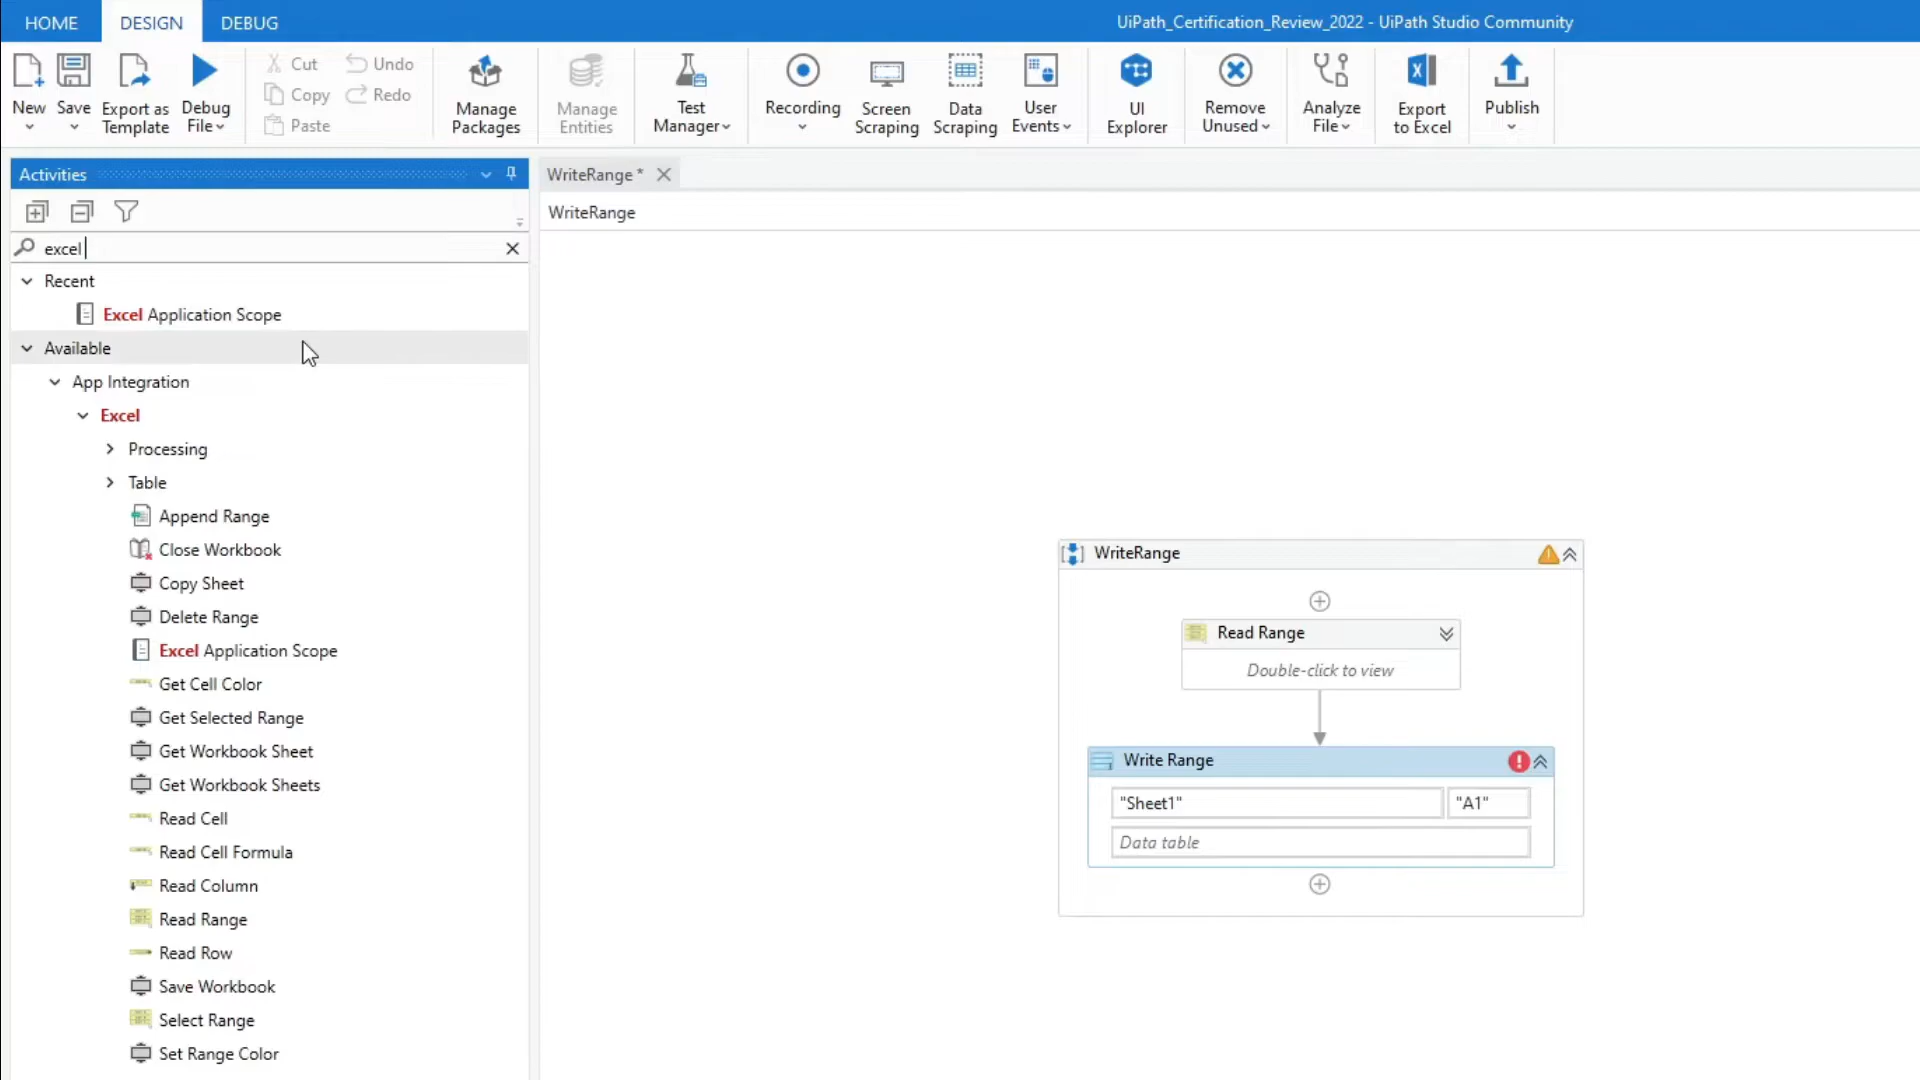 HOME DESIGN DEBUG
UiPath_Certification_Review_2022 - UiPath Studio Community
New
Save
Export as
Template
Debug
File
Cut
Copy
Paste
Undo
Redo
Manage
Packages
Manage
Entities
Test
Manager
Recording
Screen
Scraping
Data
Scraping
User
Events
UI
Explorer
Remove
Unused
Analyze
File
Export
to Excel
Publish
Activities
excel
Recent
Excel Application Scope
Available
App Integration
Excel
Processing
Table
Append Range
Close Workbook
Copy Sheet
Delete Range
Excel Application Scope
Get Cell Color
Get Selected Range
Get Workbook Sheet
Get Workbook Sheets
Read Cell
Read Cell Formula
Read Column
Read Range
Read Row
Save Workbook
Select Range
Set Range Color
WriteRange *
WriteRange
WriteRange
Read Range
Double-click to view
Write Range
"Sheet1" "A1"
Data table